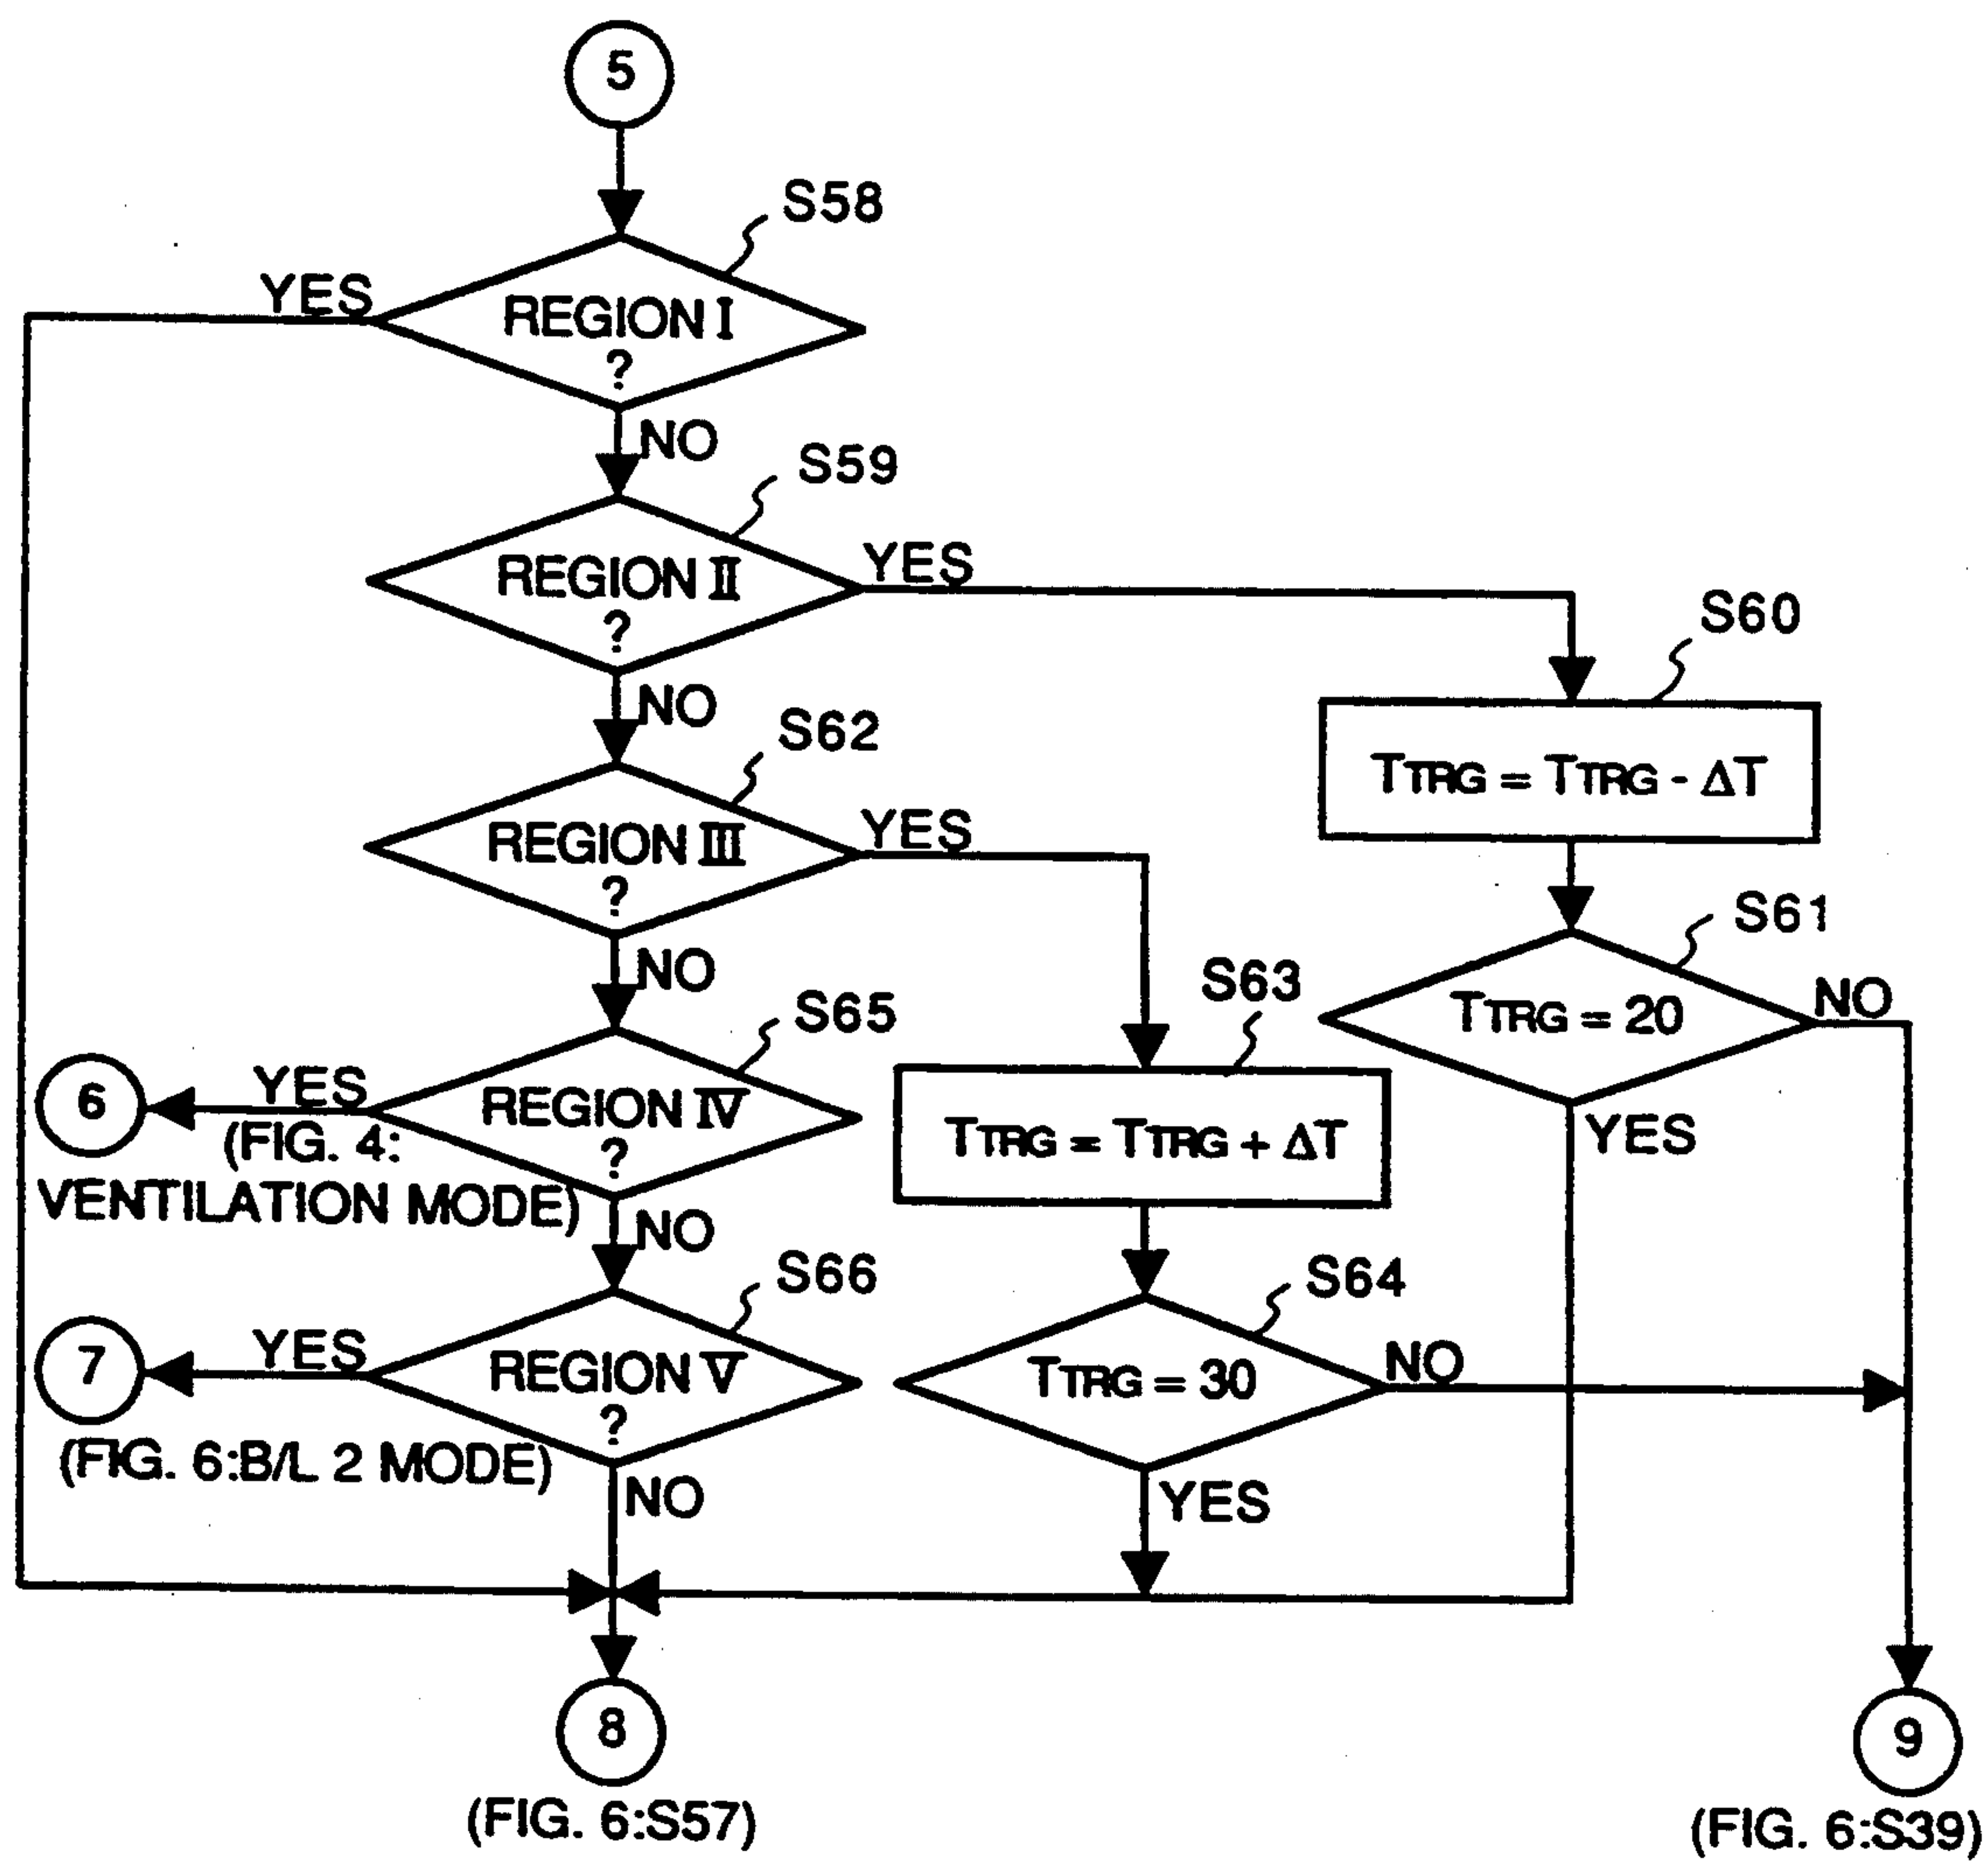 5
S58
YES
REGION I
?
NO
S59
REGION II
?
YES
S60
NO
S62
TTRG = TTRG - ΔT
REGION III
?
YES
S61
NO
S63
TTRG = 20
NO
S65
6
YES
REGION IV
?
(FIG. 4:
VENTILATION MODE)
TTRG = TTRG + ΔT
YES
NO
S66
S64
7
YES
REGION V
?
TTRG = 30
NO
(FIG. 6:B/L 2 MODE)
NO
YES
8
9
(FIG. 6:S57)
(FIG. 6:S39)